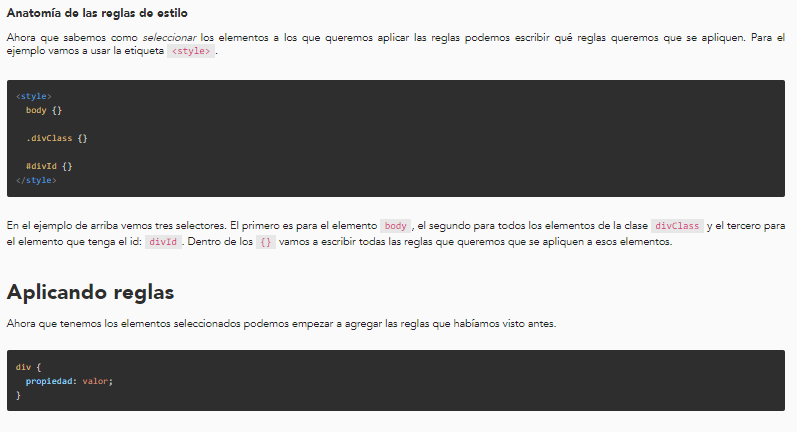 Anatomía de las reglas de estilo
Ahora que sabemos como seleccionar los elementos a los que queremos aplicar las reglas podemos escribir qué reglas queremos que se apliquen. Para el
ejemplo vamos a usar la etiqueta <style>.
<style>
body {}
.divClass {}
#divId {}
</style>
En el ejemplo de arriba vemos tres selectores. El primero es para el elemento body, el segundo para todos los elementos de la clase divClass y el tercero para
el elemento que tenga el id: divId. Dentro de los {} vamos a escribir todas las reglas que queremos que se apliquen a esos elementos.
Aplicando reglas
Ahora que tenemos los elementos seleccionados podemos empezar a agregar las reglas que habíamos visto antes.
div {
propiedad: valor;
}